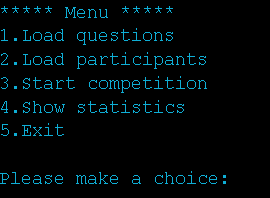 ***** Menu *****
1.Load questions
2.Load participants
3.Start competition
4.Show statistics
5.Exit
Please make a choice: